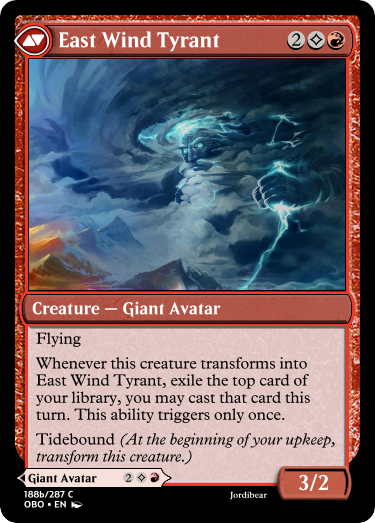 East Wind Tyrant 2
Creature — Giant Avatar
Flying
Whenever this creature transforms into
East Wind Tyrant, exile the top card of
your library, you may cast that card this
turn. This ability triggers only once.
Tidebound (At the beginning of your upkeep,
transform this creature.)
Giant Avatar 2
3/2
188b/287 C
OBO • EN
Jordibear